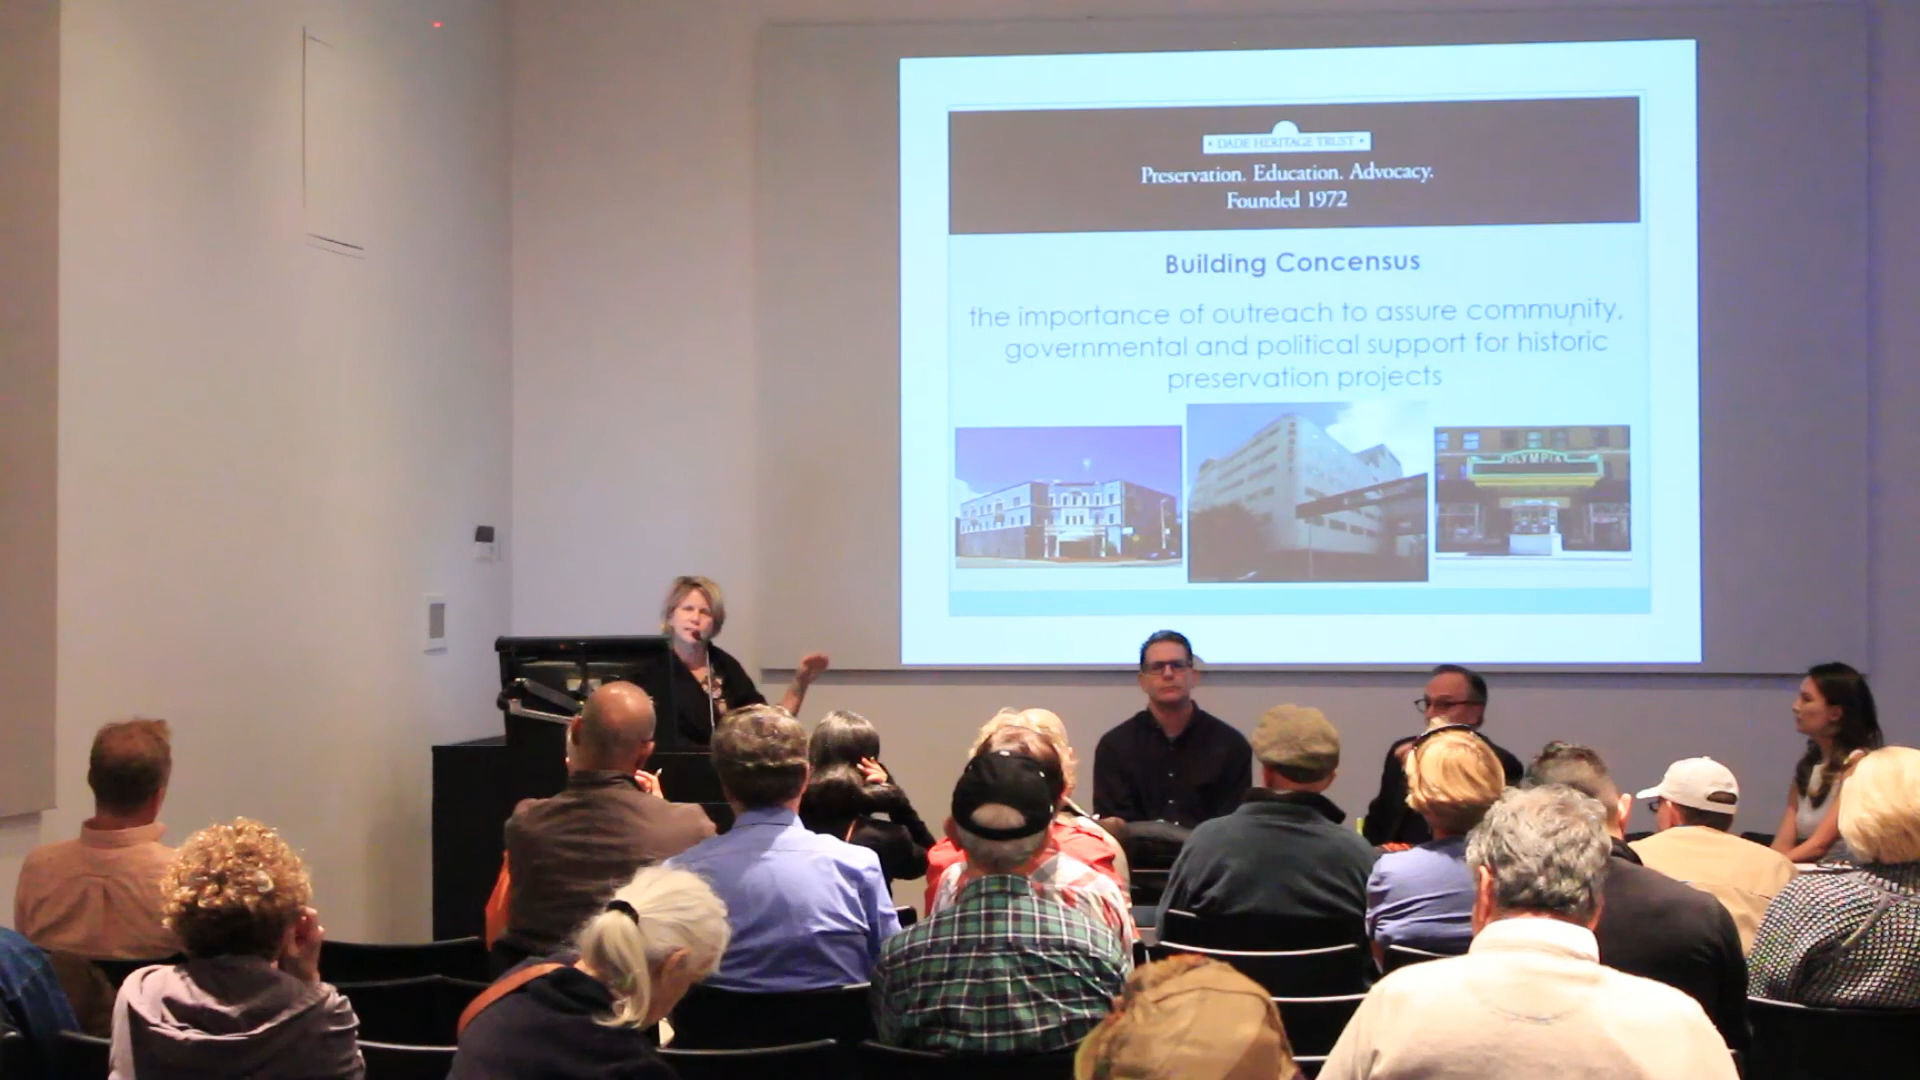 • DADE HERITAGE TRUST •
Preservation. Education. Advocacy.
Founded 1972
Building Concensus
the importance of outreach to assure community,
governmental and political support for historic
preservation projects
OLYMPIA